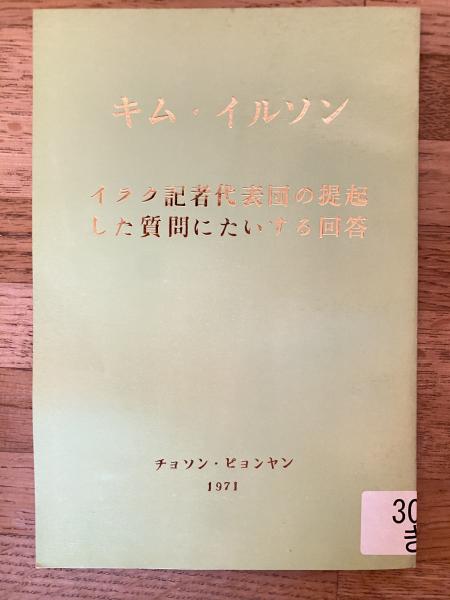 キム・イルソン
イラク記者代表団の提起
した質問にたいする回答
チョソン・ピョンヤン
1971
30
き